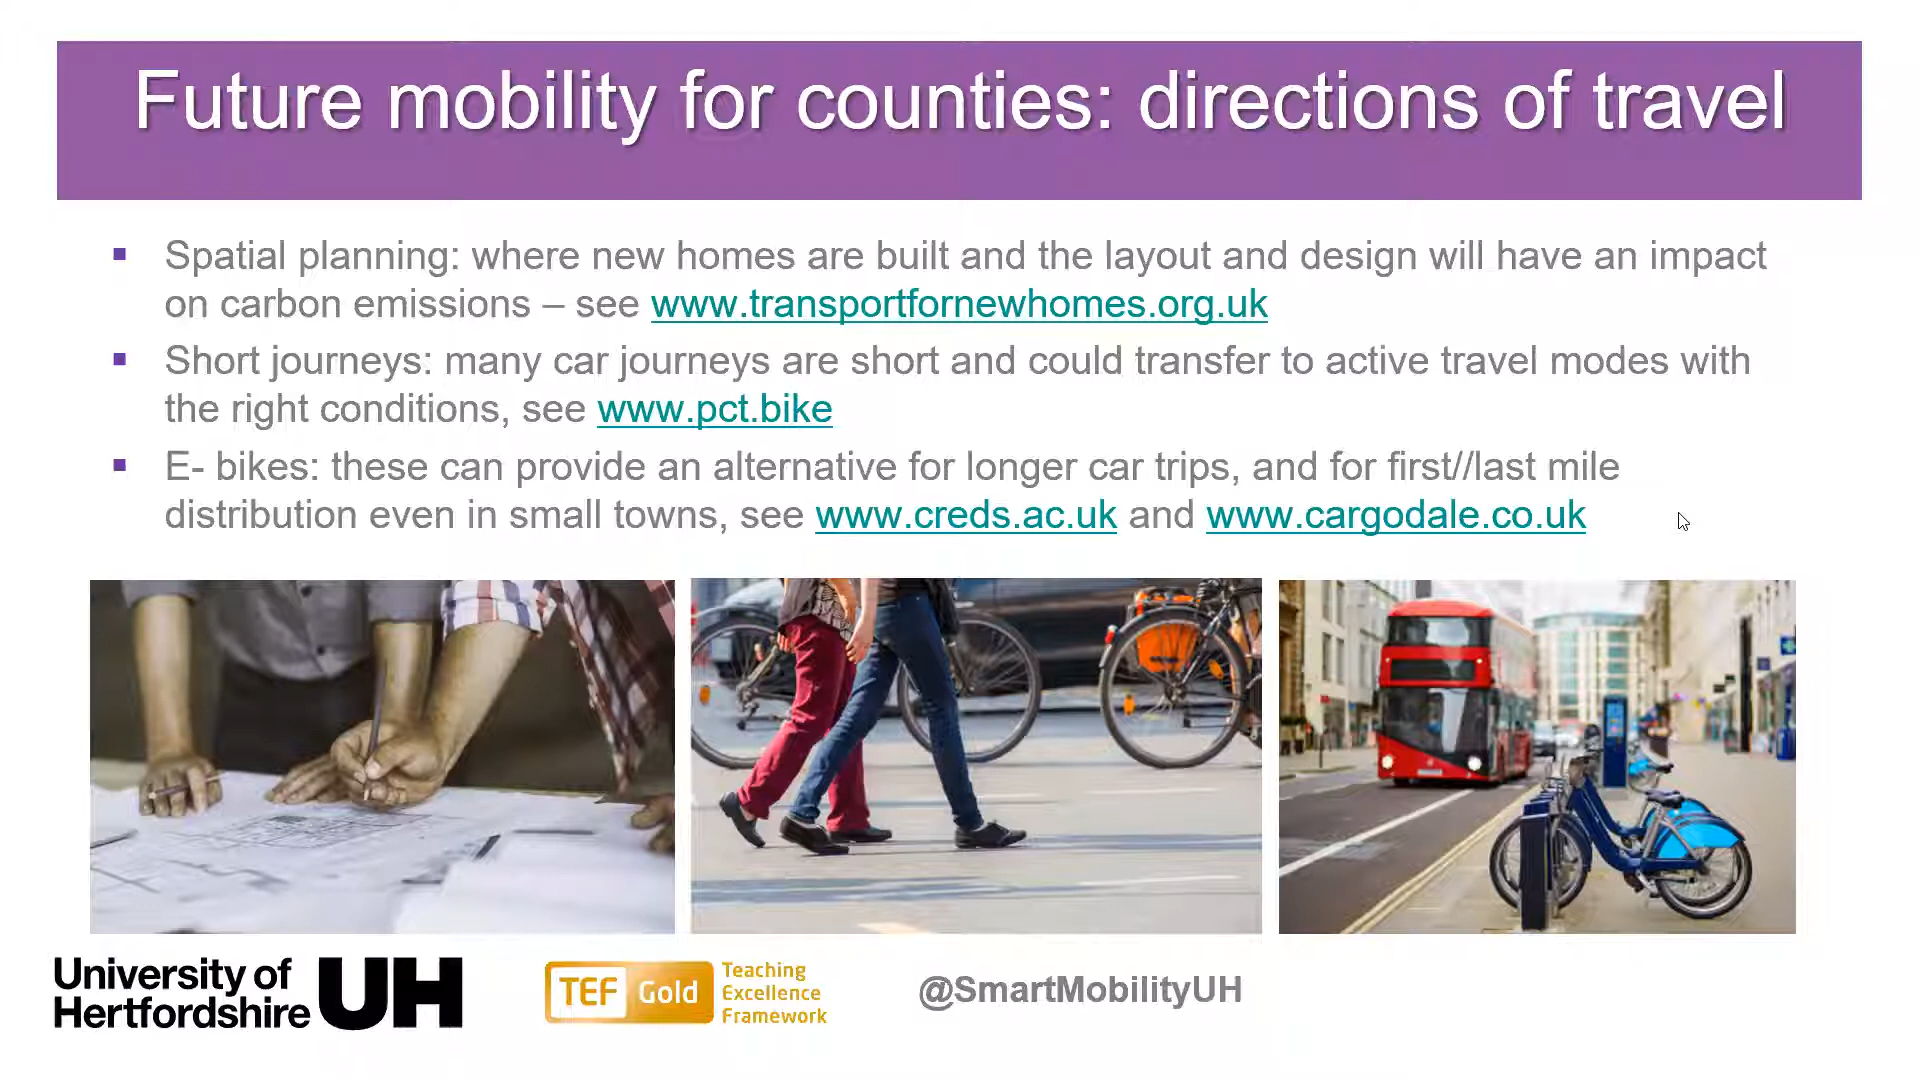 Future mobility for counties: directions of travel
Spatial planning: where new homes are built and the layout and design will have an impact
on carbon emissions – see www.transportfornewhomes.org.uk
Short journeys: many car journeys are short and could transfer to active travel modes with
the right conditions, see www.pct.bike
E- bikes: these can provide an alternative for longer car trips, and for first//last mile
distribution even in small towns, see www.creds.ac.uk and www.cargodale.co.uk
University of
Hertfordshire UH
TEF Gold
Teaching
Excellence
Framework
@SmartMobilityUH